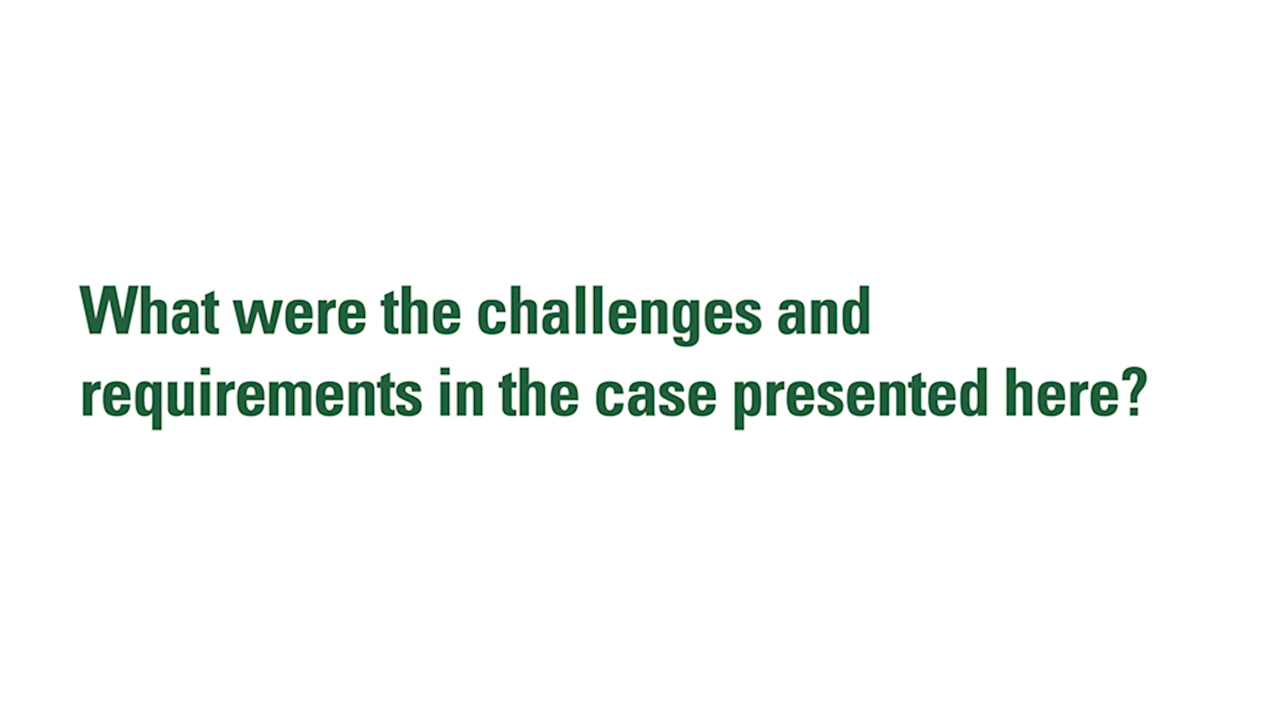 What were the challenges and
requirements in the case presented here?